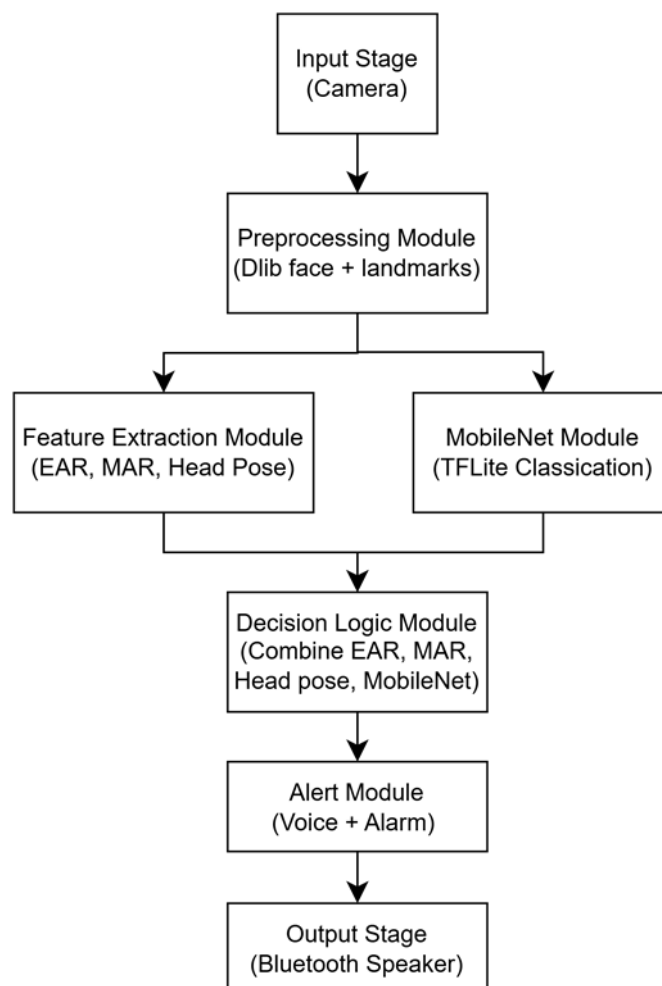 Input Stage
(Camera)
Preprocessing Module
(Dlib face + landmarks)
Feature Extraction Module
(EAR, MAR, Head Pose)
MobileNet Module
(TFLite Classication)
Decision Logic Module
(Combine EAR, MAR,
Head pose, MobileNet)
Alert Module
(Voice + Alarm)
Output Stage
(Bluetooth Speaker)